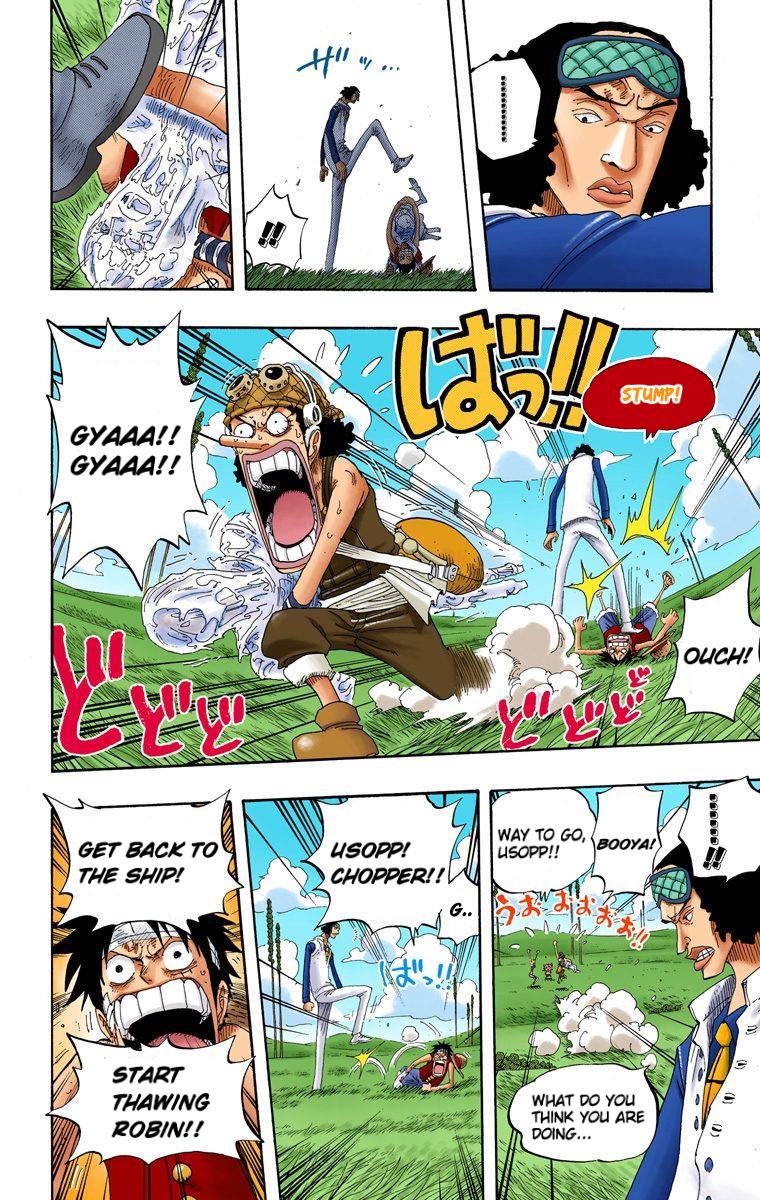 ...........!!
ザッ...
!!
ばっ!!
STUMP!
OUCH!
GYAAA!!
GYAAA!!
どどどど
どどど
......!!
BOOYA!
WAY TO GO,
USOPP!!
うおおおおぉ!!
WHAT DO YOU
THINK YOU ARE
DOING...
USOPP!
CHOPPER!!
G..
ばっ!!
GET BACK TO
THE SHIP!
START
THAWING
ROBIN!!